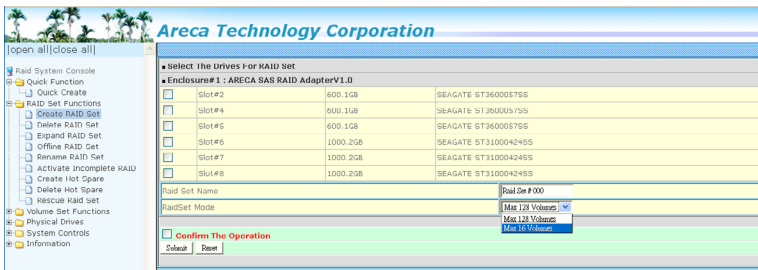 Areca Technology Corporation
|open all|close all|
Raid System Console
Quick Function
Quick Create
RAID Set Functions
Create RAID Set
Delete RAID Set
Expand RAID Set
Offline RAID Set
Rename RAID Set
Activate Incomplete RAID
Create Hot Spare
Delete Hot Spare
Rescue Raid Set
Volume Set Functions
Physical Drives
System Controls
Information
Select The Drives For RAID Set
Enclosure#1 : ARECA SAS RAID AdapterV1.0
Slot#2 600.1GB SEAGATE ST3600057SS
Slot#4 600.1GB SEAGATE ST3600057SS
Slot#5 600.1GB SEAGATE ST3600057SS
Slot#6 1000.2GB SEAGATE ST31000424SS
Slot#7 1000.2GB SEAGATE ST31000424SS
Slot#8 1000.2GB SEAGATE ST31000424SS
Raid Set Name Raid Set # 000
RaidSet Mode Max 128 Volumes
Max 128 Volumes
Max 16 Volumes
Confirm The Operation
Submit Reset